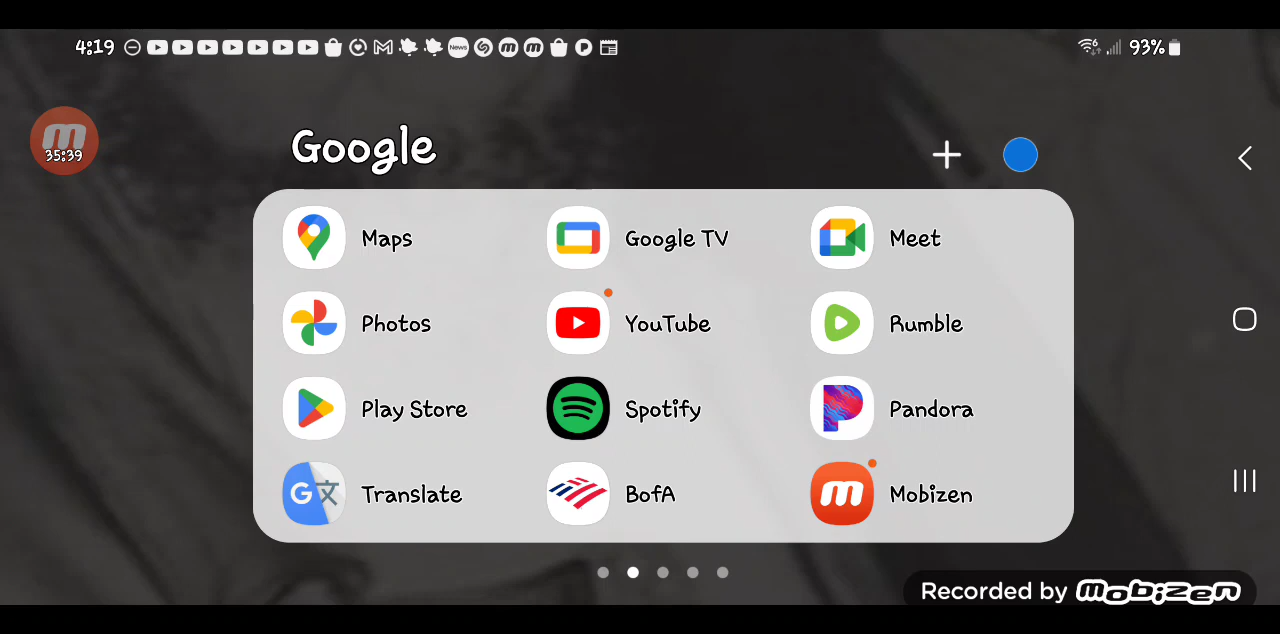 4:19 News 93%
35:39
Google
Maps Google TV Meet
Photos YouTube Rumble
Play Store Spotify Pandora
Translate BofA Mobizen
Recorded by mobizen